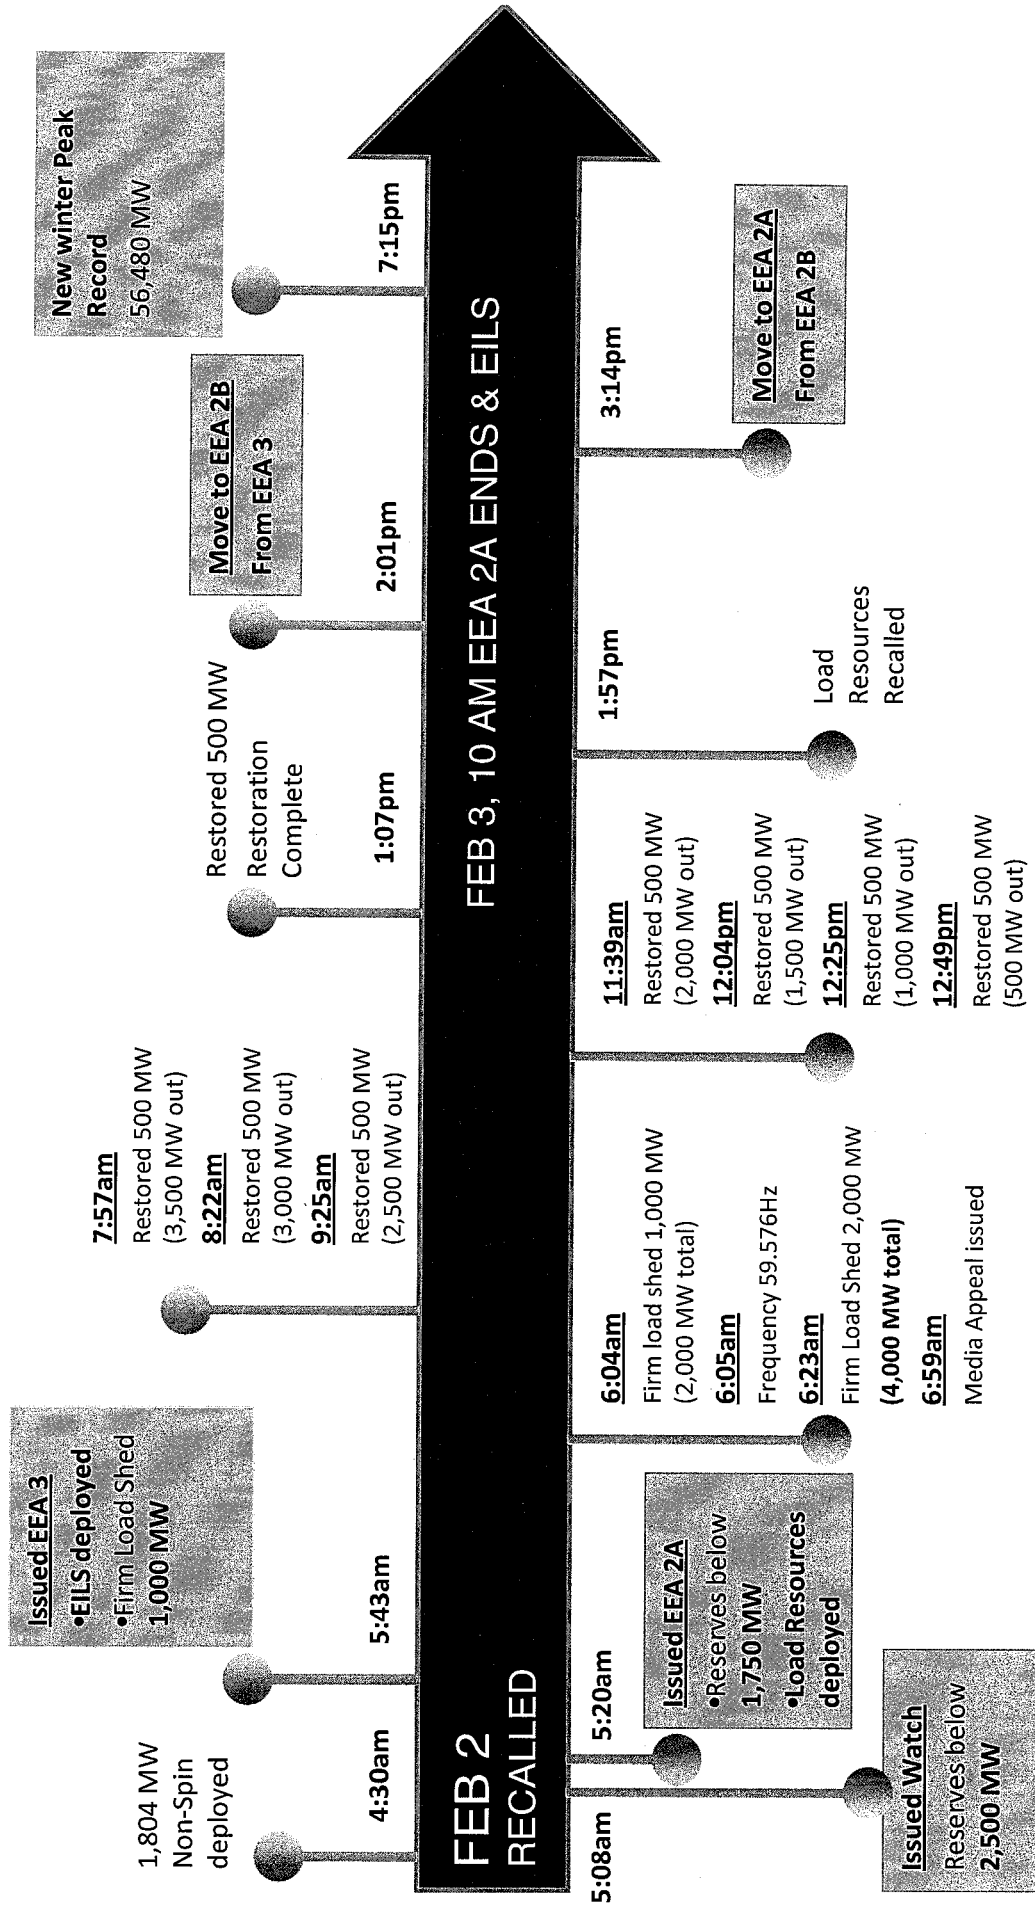 1,804 MW
Non-Spin
deployed
4:30am
Issued EEA 3
•EILS deployed
•Firm Load Shed
1,000 MW
5:43am
7:57am
Restored 500 MW
(3,500 MW out)
8:22am
Restored 500 MW
(3,000 MW out)
9:25am
Restored 500 MW
(2,500 MW out)
Restored 500 MW
Restoration
Complete
1:07pm
Move to EEA 2B
From EEA 3
2:01pm
New winter Peak
Record
56,480 MW
7:15pm
FEB 2
FEB 3, 10 AM EEA 2A ENDS & EILS
RECALLED
5:08am
Issued Watch
Reserves below
2,500 MW
5:20am
Issued EEA 2A
•Reserves below
1,750 MW
•Load Resources
deployed
6:04am
Firm load shed 1,000 MW
(2,000 MW total)
6:05am
Frequency 59.576Hz
6:23am
Firm Load Shed 2,000 MW
(4,000 MW total)
6:59am
Media Appeal issued
11:39am
Restored 500 MW
(2,000 MW out)
12:04pm
Restored 500 MW
(1,500 MW out)
12:25pm
Restored 500 MW
(1,000 MW out)
12:49pm
Restored 500 MW
(500 MW out)
1:57pm
Load
Resources
Recalled
3:14pm
Move to EEA 2A
From EEA 2B